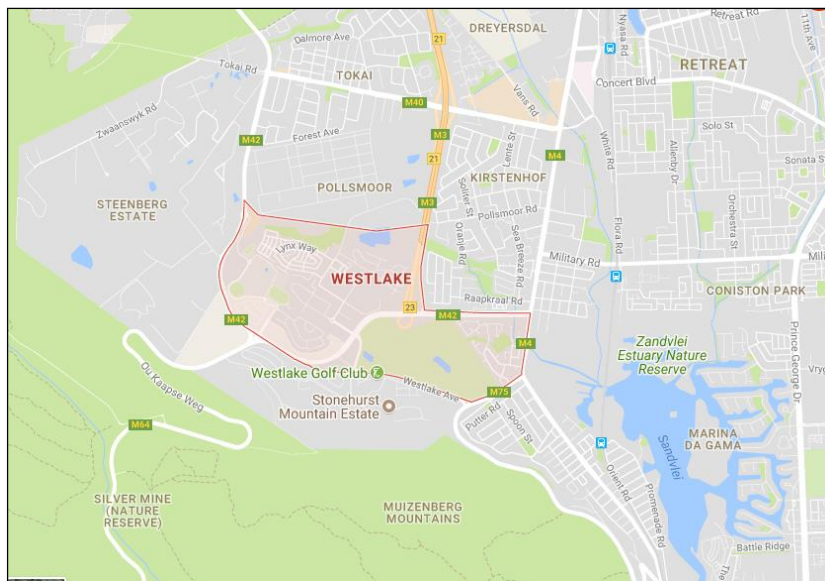 DREYERSDAL
Nyasa Rd
Retreat Rd
11th Ave
Dalmore Ave
21
RETREAT
Tokai Rd
TOKAI
Concert Blvd
Zwaanswyk Rd
M40
Vans Rd
Forest Ave
M42
M3
Lente St
White Rd
Allenby Dr
Solo St
21
M4
Sonata St
POLLSMOOR
KIRSTENHOF
STEENBERG
ESTATE
M3
Soliter St
Pollsmoor Rd
Orchestra St
Flora Rd
Lynx Way
Oranje Rd
Sea Breeze Rd
Military Rd
WESTLAKE
CONISTON PARK
Raapkraal Rd
23
M42
M42
M4
Zandvlei
Estuary Nature
Reserve
Prince George Dr
Ou Kaapse Weg
Westlake Golf Club
Westlake Ave
M75
Stonehurst
Mountain Estate
Putter Rd
Spoon St
M64
MARINA
DA GAMA
Sandvlei
Orient Rd
Promenade Rd
SILVER MINE
(NATURE
RESERVE)
MUIZENBERG
MOUNTAINS
Battle Ridge